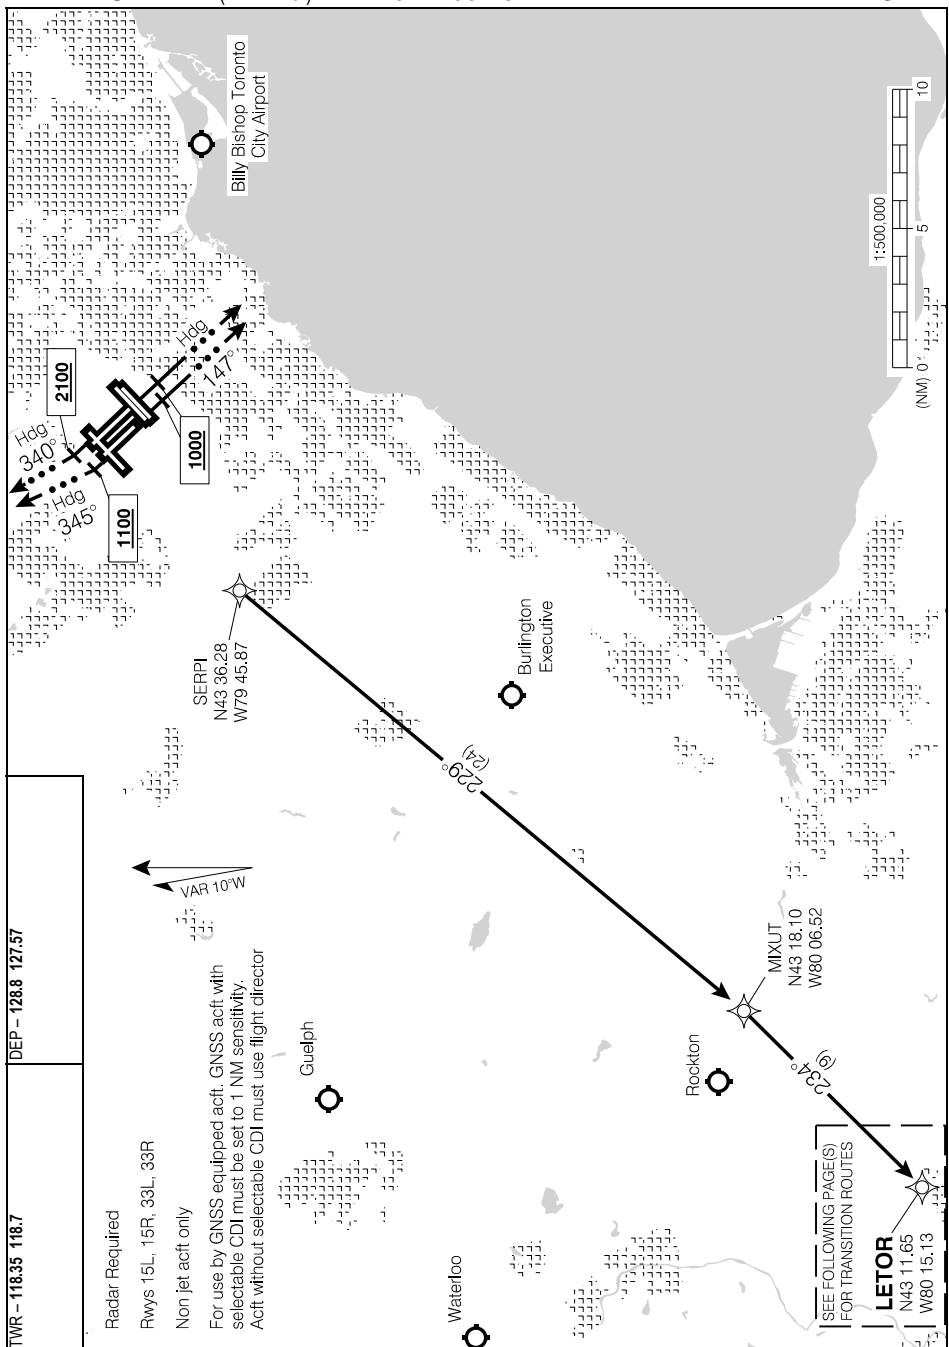 TWR – 118.35 118.7
DEP – 128.8 127.57
Radar Required
Rwys 15L, 15R, 33L, 33R
Non jet acft only
For use by GNSS equipped acft. GNSS acft with
selectable CDI must be set to 1 NM sensitivity.
Acft without selectable CDI must use flight director
VAR 10°W
Hdg
340°
2100
Hdg
345°
1100
Hdg
147°
1000
Billy Bishop Toronto
City Airport
SERPI
N43 36.28
W79 45.87
229°
(24)
Burlington
Executive
Guelph
Waterloo
Rockton
MIXUT
N43 18.10
W80 06.52
234°
(9)
SEE FOLLOWING PAGE(S)
FOR TRANSITION ROUTES
LETOR
N43 11.65
W80 15.13
1:500,000
(NM) 0 5 10